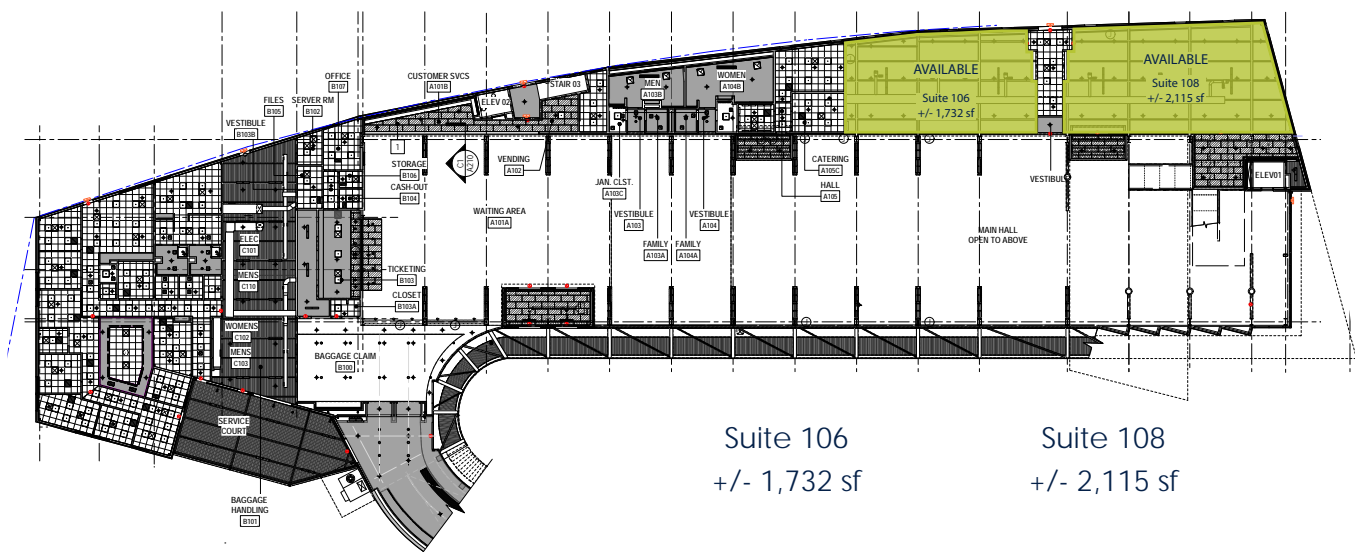 OFFICE
B107
FILES
B105
SERVER RM
B102
VESTIBULE
B103B
CUSTOMER SVCS
A101B
ELEV 02
STAIR 03
MEN
A103B
WOMEN
A104B
AVAILABLE
Suite 106
+/- 1,732 sf
AVAILABLE
Suite 108
+/- 2,115 sf
1
C1
A210
STORAGE
B106
CASH-OUT
B104
VENDING
A102
JAN. CLST.
A103C
CATERING
A105C
HALL
A105
VESTIBUL
ELEV01
WAITING AREA
A101A
VESTIBULE
A103
VESTIBULE
A104
FAMILY
A103A
FAMILY
A104A
MAIN HALL
OPEN TO ABOVE
ELEC
C101
MENS
C110
TICKETING
B103
CLOSET
B103A
WOMENS
C102
MENS
C103
BAGGAGE CLAIM
B100
SERVICE
COURT
BAGGAGE
HANDLING
B101
Suite 106
+/- 1,732 sf
Suite 108
+/- 2,115 sf